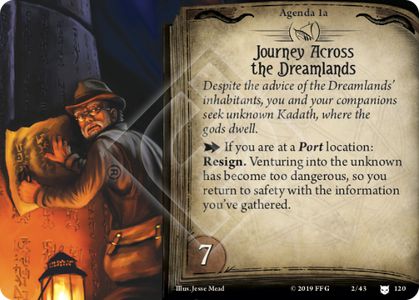 Agenda 1a
Journey Across
the Dreamlands
Despite the advice of the Dreamlands'
inhabitants, you and your companions
seek unknown Kadath, where the
gods dwell.
If you are at a Port location:
Resign. Venturing into the unknown
has become too dangerous, so you
return to safety with the information
you've gathered.
7
Illus. Jesse Mead
© 2019 FFG
2/43
120